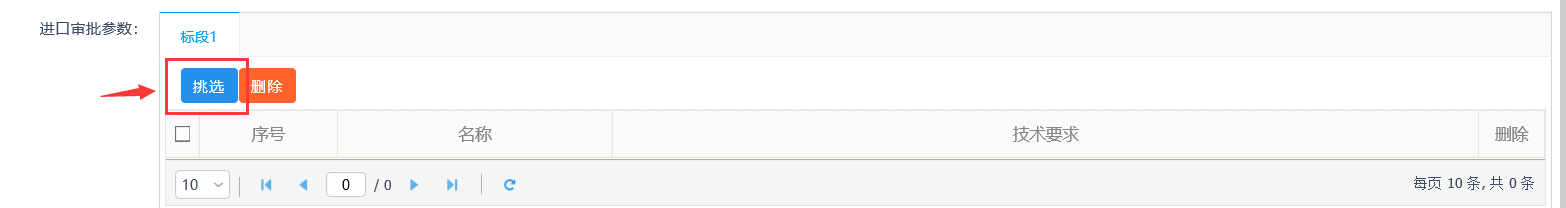 进口审批参数：
标段1
挑选 删除
序号 名称 技术要求 删除
10 0 / 0 每页 10 条, 共 0 条